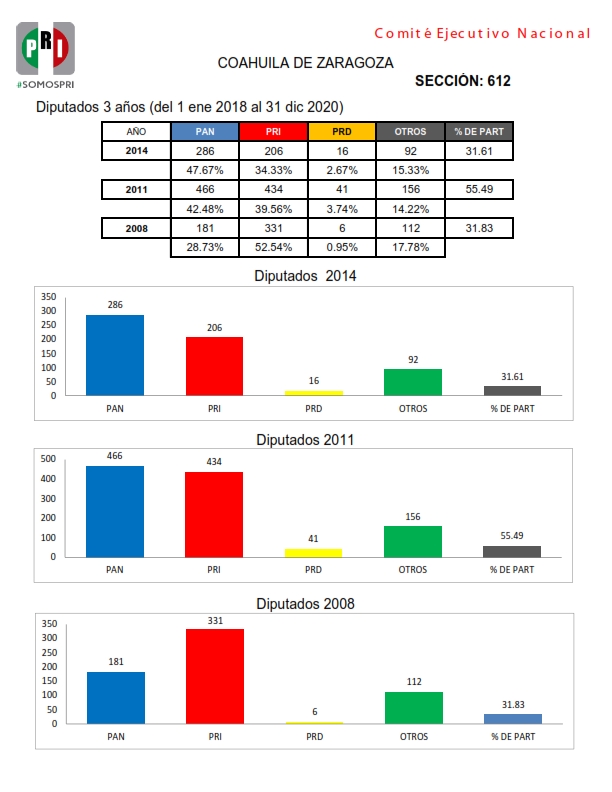 PRI
#SOMOSPRI
Comité Ejecutivo Nacional
COAHUILA DE ZARAGOZA
SECCIÓN: 612
Diputados 3 años (del 1 ene 2018 al 31 dic 2020)
AÑO PAN PRI PRD OTROS % DE PART
2014 286 206 16 92 31.61
47.67% 34.33% 2.67% 15.33%
2011 466 434 41 156 55.49
42.48% 39.56% 3.74% 14.22%
2008 181 331 6 112 31.83
28.73% 52.54% 0.95% 17.78%
Diputados 2014
350
300
250
200
150
100
50
0
286
206
16
92
31.61
PAN PRI PRD OTROS % DE PART
Diputados 2011
500
400
300
200
100
0
466
434
41
156
55.49
PAN PRI PRD OTROS % DE PART
Diputados 2008
350
300
250
200
150
100
50
0
181
331
6
112
31.83
PAN PRI PRD OTROS % DE PART